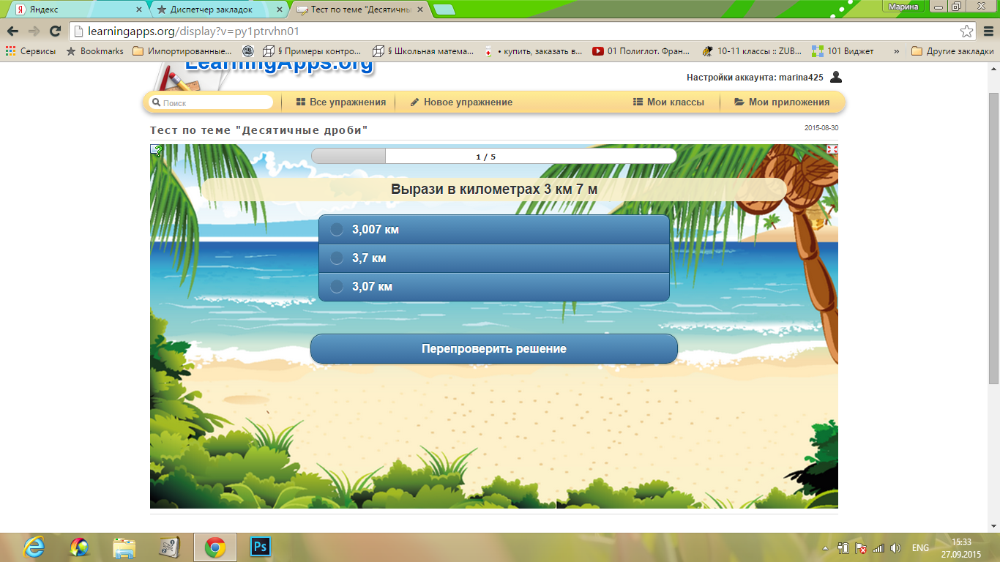 Яндекс
Диспетчер закладок
Тест по теме "Десятичны
Марина
learningapps.org/display?v=py1ptrvhn01
Сервисы
Bookmarks
Импортированные...
§ Примеры контро...
§ Школьная матема...
• купить, заказать в...
01 Полиглот. Фран...
10-11 классы :: ZUB...
101 Виджет
»
Другие закладки
LearningApps.org
Настройки аккаунта: marina425
Поиск
Все упражнения
Новое упражнение
Мои классы
Мои приложения
Тест по теме "Десятичные дроби"
2015-08-30
1 / 5
Вырази в километрах 3 км 7 м
3,007 км
3,7 км
3,07 км
Перепроверить решение
Ps
ENG
15:33
27.09.2015